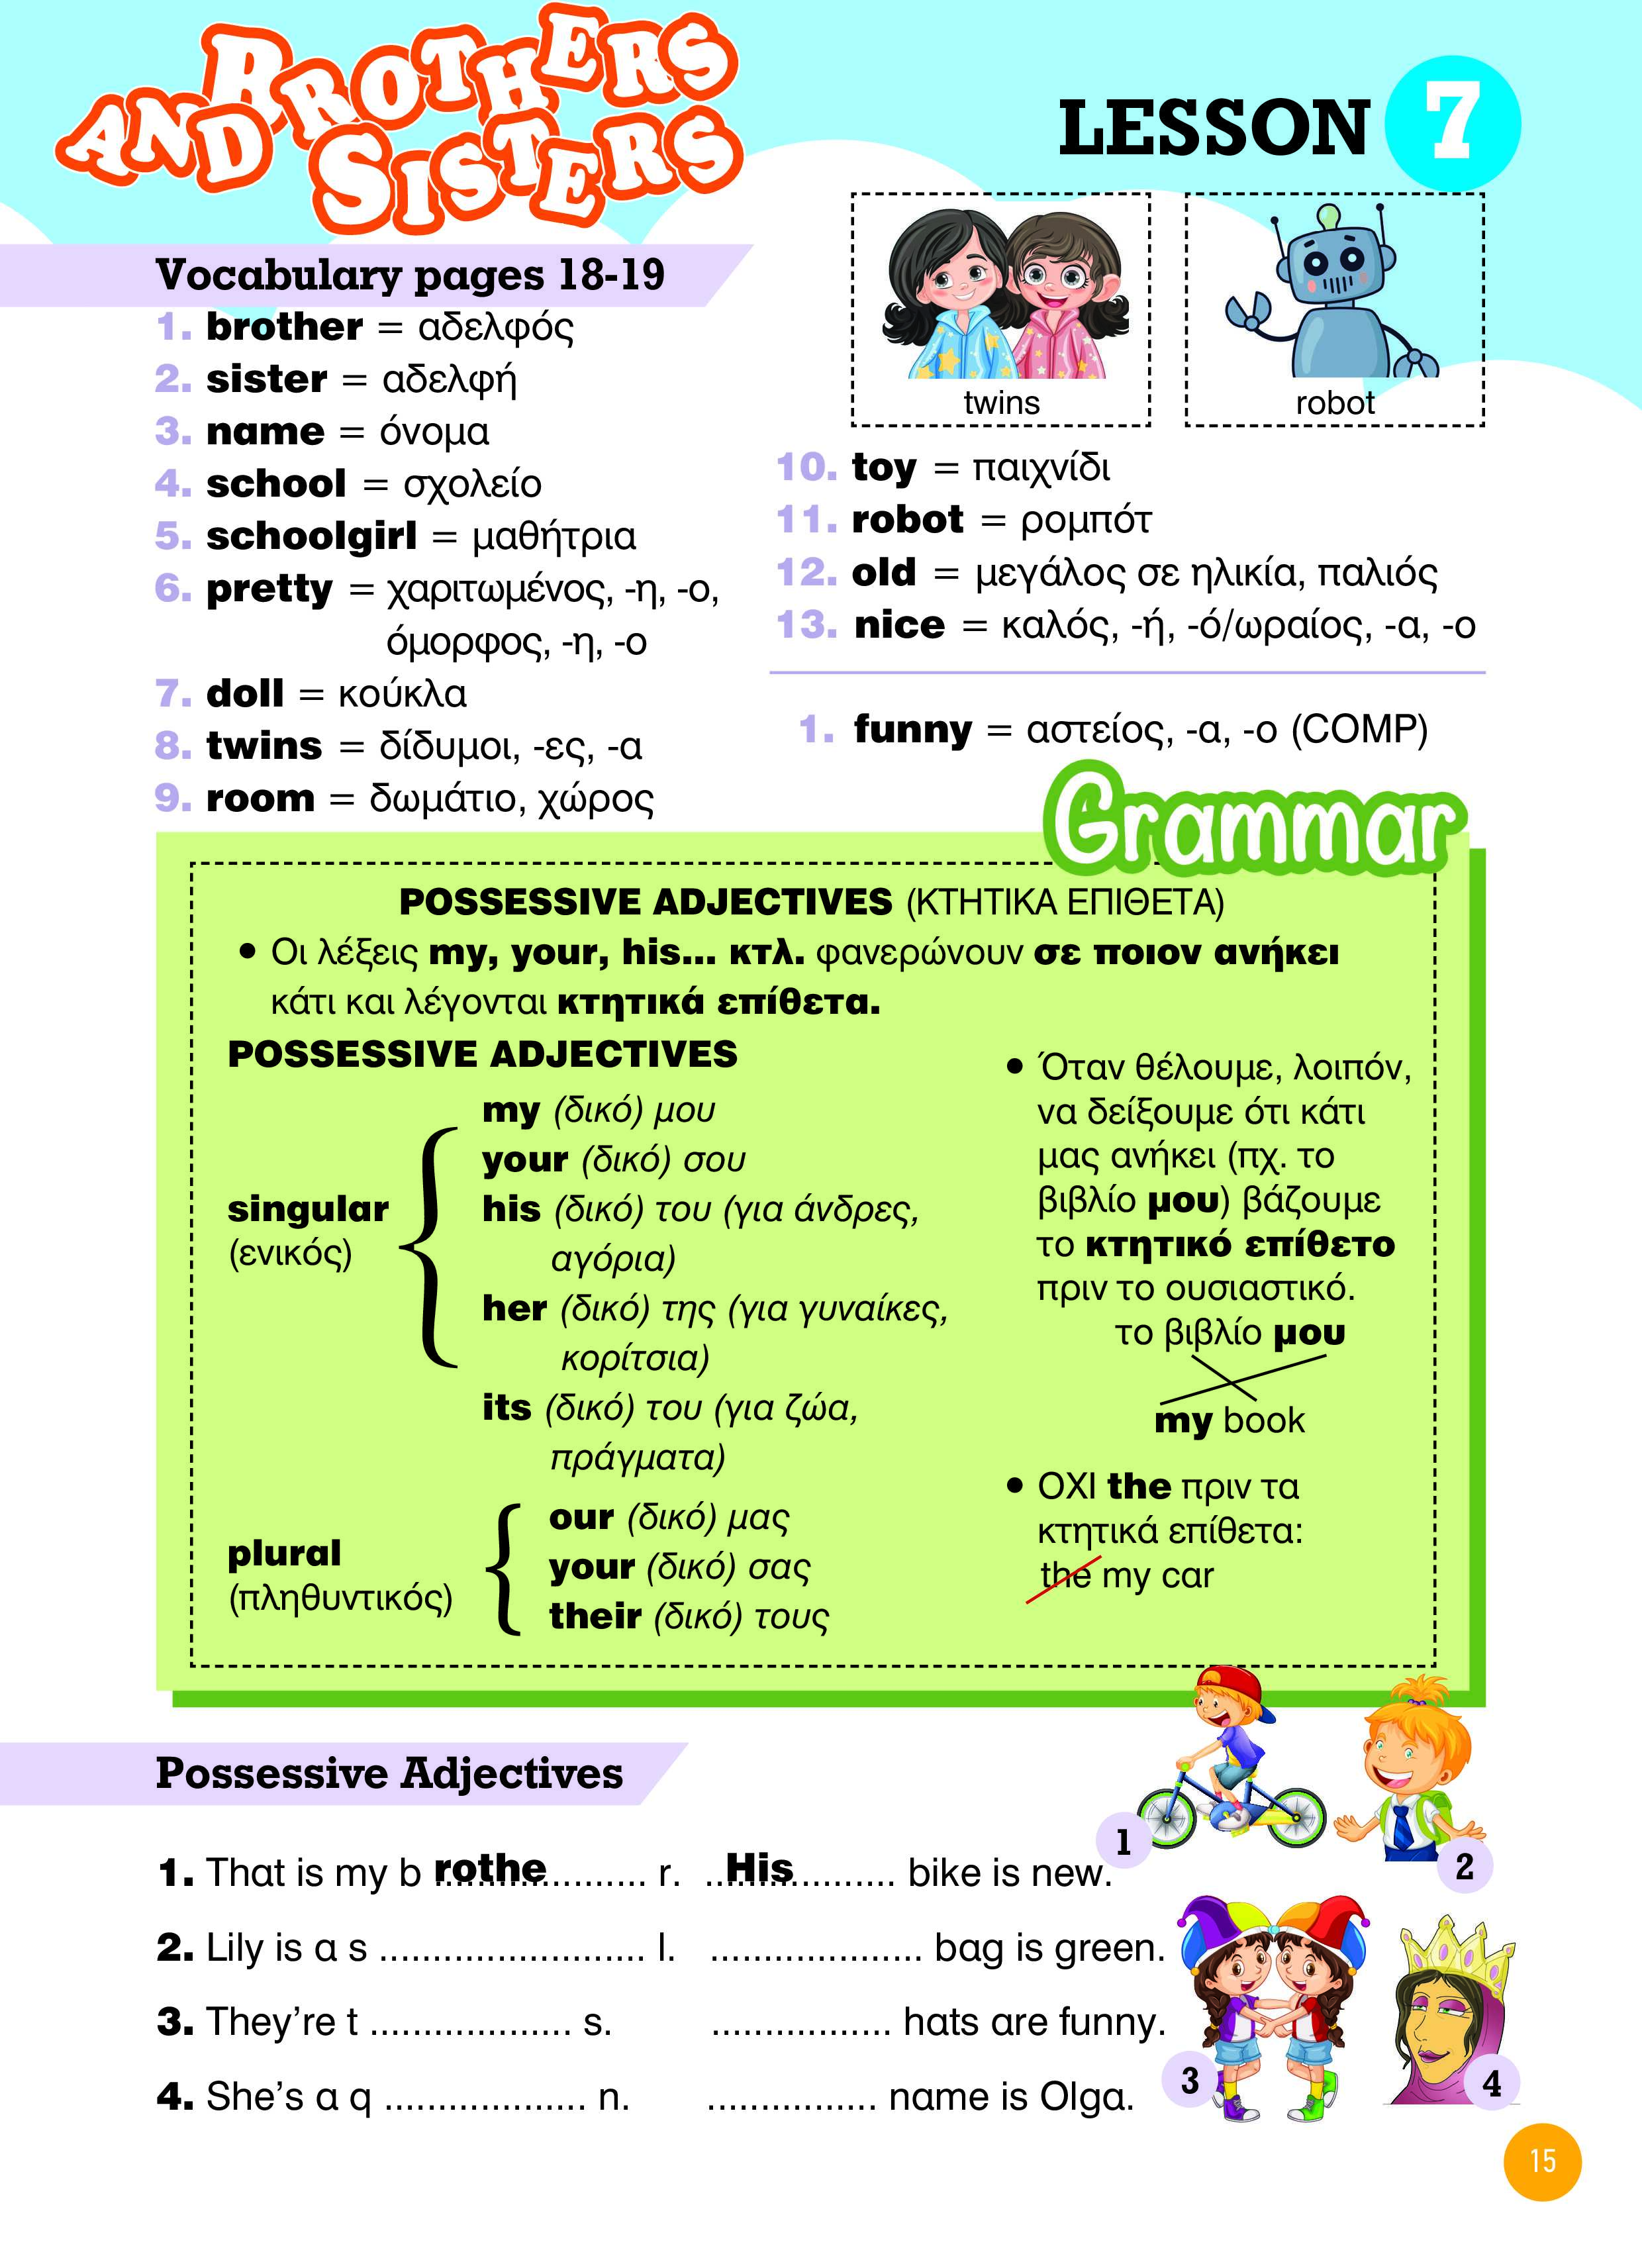 BROTHERS
AND SISTERS
LESSON 7
Vocabulary pages 18-19
1. brother = αδελφός
2. sister = αδελφή
3. name = όνομα
4. school = σχολείο
5. schoolgirl = μαθήτρια
6. pretty = χαριτωμένος, -η, -ο,
όμορφος, -η, -ο
7. doll = κούκλα
8. twins = δίδυμοι, -ες, -α
9. room = δωμάτιο, χώρος
twins
robot
10. toy = παιχνίδι
11. robot = ρομπότ
12. old = μεγάλος σε ηλικία, παλιός
13. nice = καλός, -ή, -ό/ωραίος, -α, -ο
1. funny = αστείος, -α, -ο (COMP)
Grammar
POSSESSIVE ADJECTIVES (ΚΤΗΤΙΚΑ ΕΠΙΘΕΤΑ)
• Οι λέξεις my, your, his... κτλ. φανερώνουν σε ποιον ανήκει
κάτι και λέγονται κτητικά επίθετα.
POSSESSIVE ADJECTIVES
singular
(ενικός)
my (δικό) μου
your (δικό) σου
his (δικό) του (για άνδρες,
αγόρια)
her (δικό) της (για γυναίκες,
κορίτσια)
its (δικό) του (για ζώα,
πράγματα)
plural
(πληθυντικός)
our (δικό) μας
your (δικό) σας
their (δικό) τους
• Όταν θέλουμε, λοιπόν,
να δείξουμε ότι κάτι
μας ανήκει (πχ. το
βιβλίο μου) βάζουμε
το κτητικό επίθετο
πριν το ουσιαστικό.
το βιβλίο μου
my book
• ΟΧΙ the πριν τα
κτητικά επίθετα:
the my car
Possessive Adjectives
1. That is my b rothe.................... r. ...His............. bike is new.
2. Lily is a s ......................... l. .................... bag is green.
3. They're t ................... s. ................. hats are funny.
4. She's a q ................... n. ................ name is Olga.
1
2
3
4
15